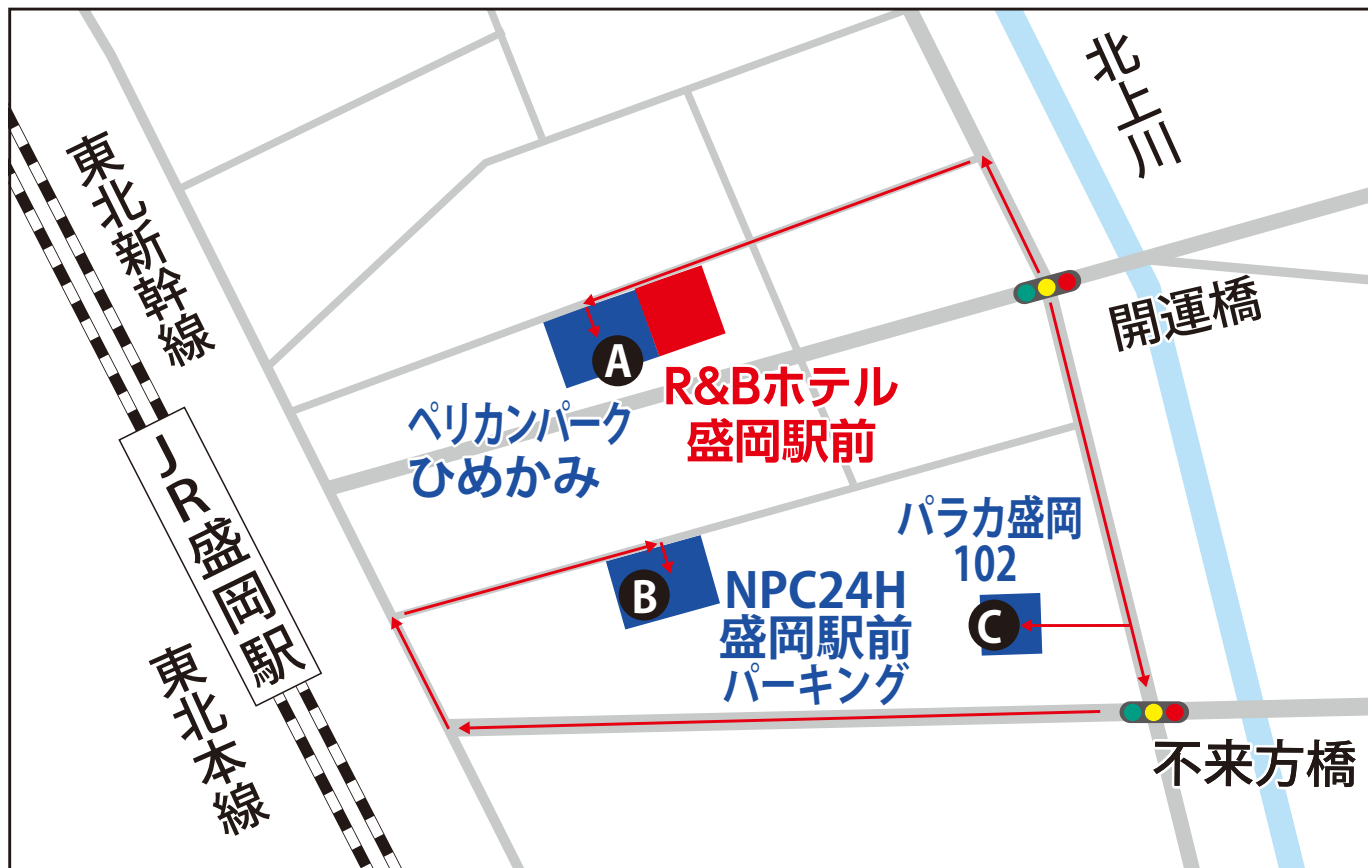 北上川
東北新幹線
開運橋
A
R&Bホテル
盛岡駅前
ペリカンパーク
ひめかみ
JR盛岡駅
パラカ盛岡
102
B
NPC24H
盛岡駅前
パーキング
C
東北本線
不来方橋